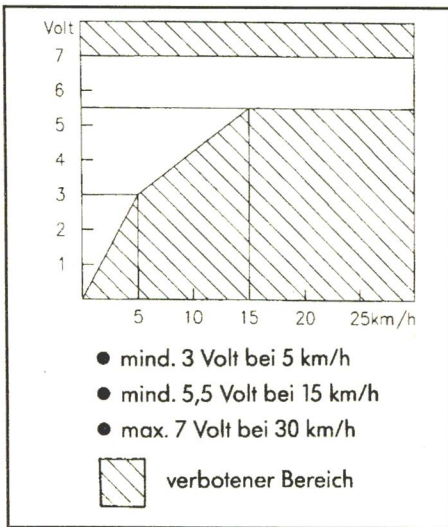 Volt
7
6
5
4
3
2
1
5 10 15 20 25km/h
● mind. 3 Volt bei 5 km/h
● mind. 5,5 Volt bei 15 km/h
● max. 7 Volt bei 30 km/h
verbotener Bereich